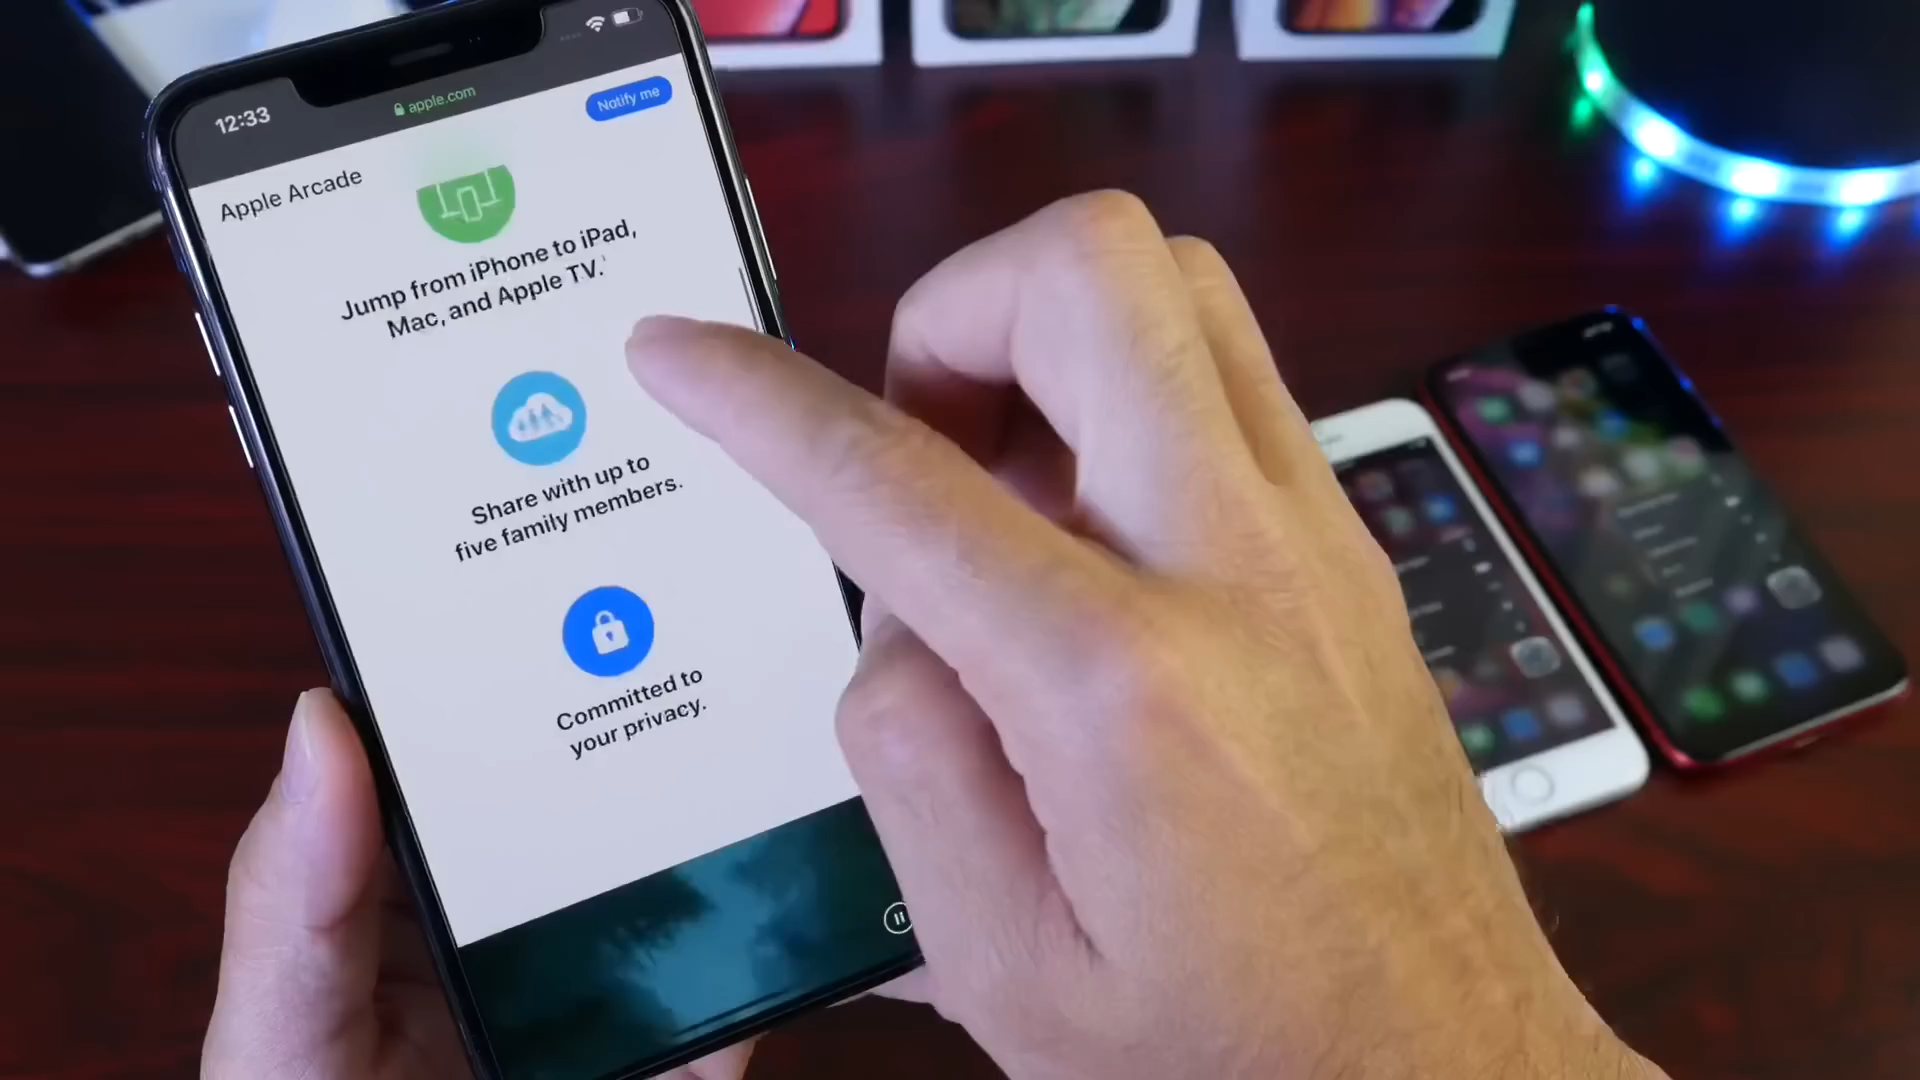 12:33
apple.com
Notify me
Apple Arcade
Jump from iPhone to iPad,
Mac, and Apple TV.
Share with up to
five family members.
Committed to
your privacy.